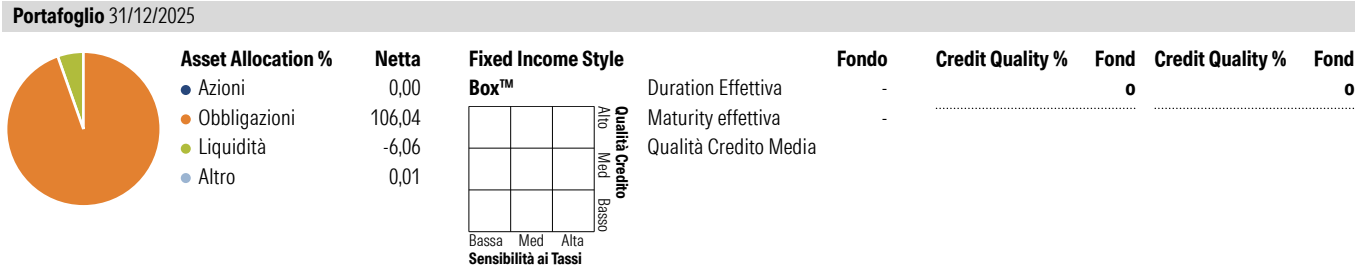 Portafoglio 31/12/2025
Asset Allocation % Netta
Azioni 0,00
Obbligazioni 106,04
Liquidità -6,06
Altro 0,01
Fixed Income Style
Box™
Alto Med Basso
Qualità Credito
Bassa Med Alta
Sensibilità ai Tassi
Fondo
Duration Effettiva -
Maturity effettiva -
Qualità Credito Media
Credit Quality % Fond
o
Credit Quality % Fond
o